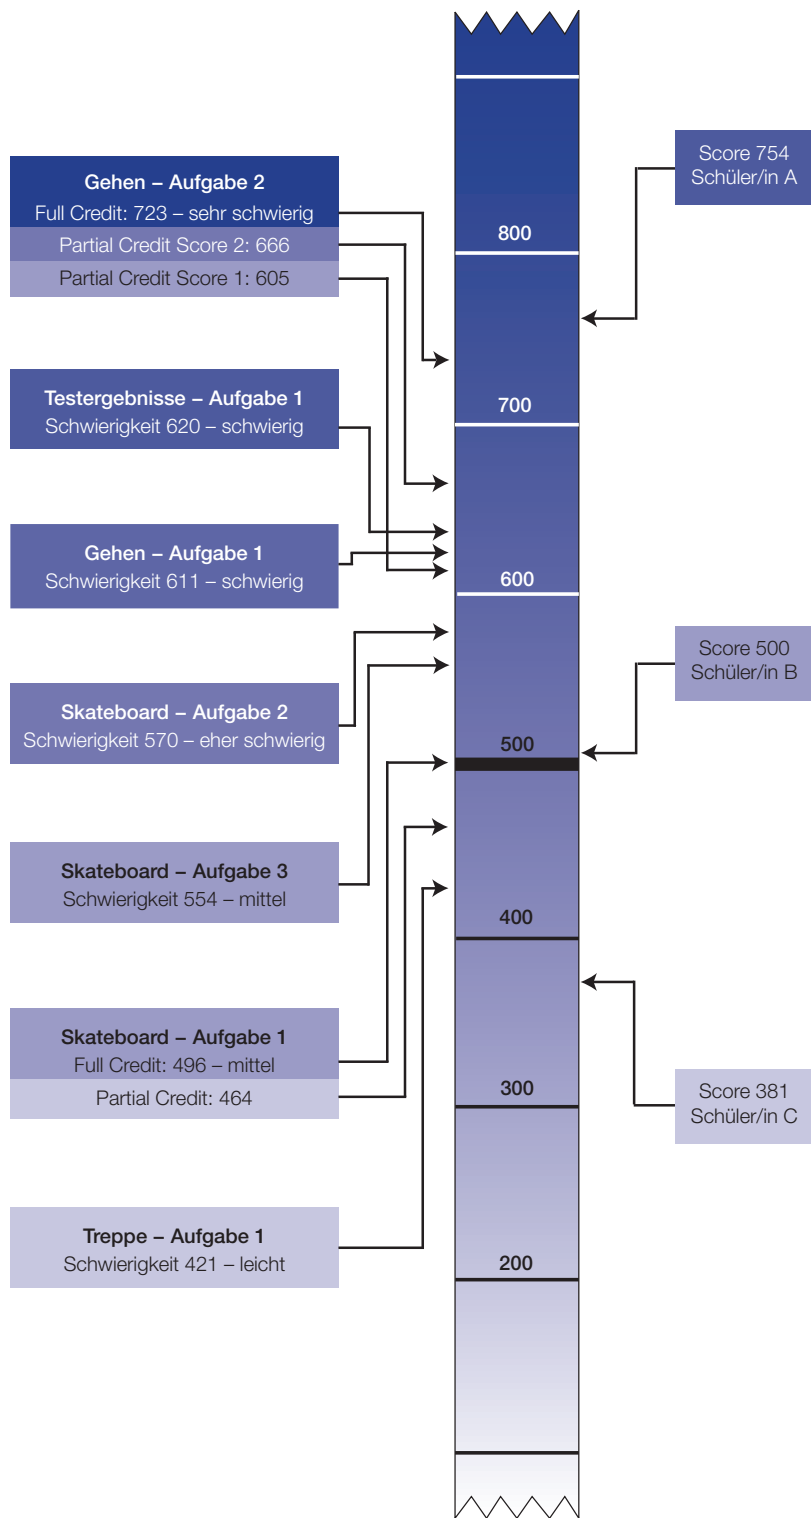 Gehen – Aufgabe 2
Full Credit: 723 – sehr schwierig
Partial Credit Score 2: 666
Partial Credit Score 1: 605
Testergebnisse – Aufgabe 1
Schwierigkeit 620 – schwierig
Gehen – Aufgabe 1
Schwierigkeit 611 – schwierig
Skateboard – Aufgabe 2
Schwierigkeit 570 – eher schwierig
Skateboard – Aufgabe 3
Schwierigkeit 554 – mittel
Skateboard – Aufgabe 1
Full Credit: 496 – mittel
Partial Credit: 464
Treppe – Aufgabe 1
Schwierigkeit 421 – leicht
800
700
600
500
400
300
200
Score 754
Schüler/in A
Score 500
Schüler/in B
Score 381
Schüler/in C